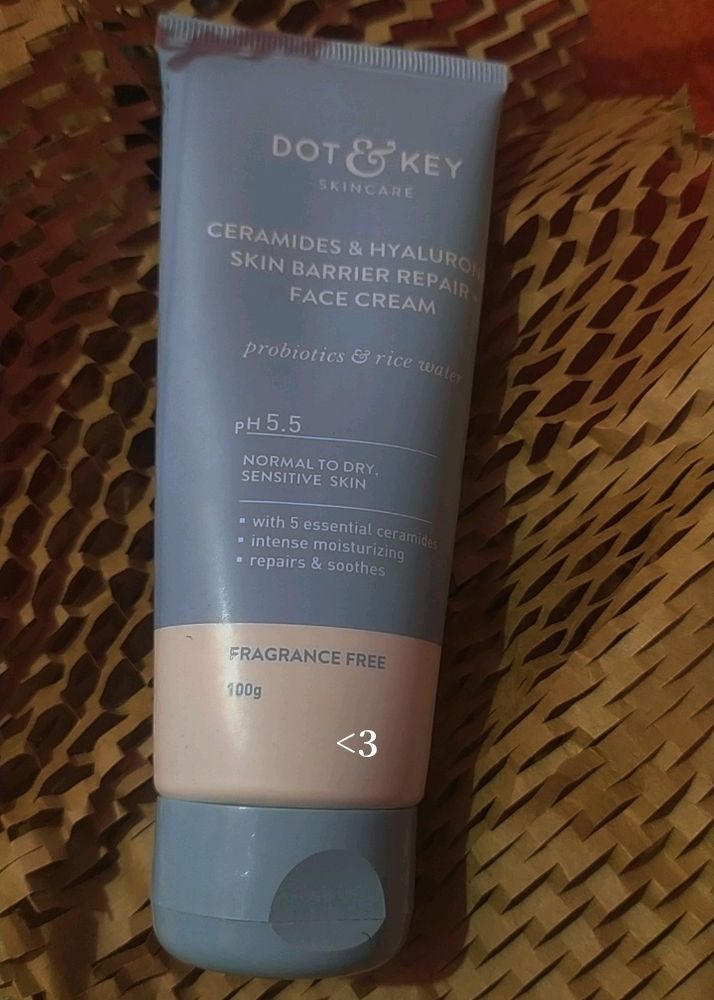 DOT & KEY
SKINCARE
CERAMIDES & HYALURON
SKIN BARRIER REPAIR +
FACE CREAM
probiotics & rice water
pH 5.5
NORMAL TO DRY,
SENSITIVE SKIN
▪ with 5 essential ceramides
▪ intense moisturizing
▪ repairs & soothes
FRAGRANCE FREE
100g
<3